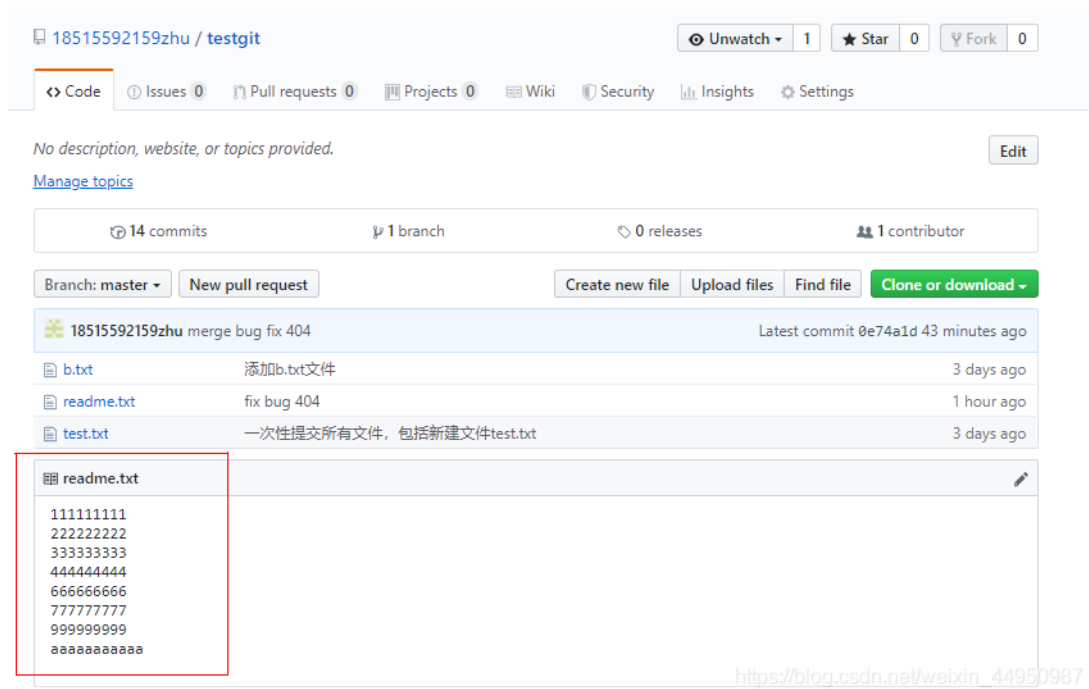 18515592159zhu / testgit
Unwatch 1 Star 0 Fork 0
Code Issues 0 Pull requests 0 Projects 0 Wiki Security Insights Settings
No description, website, or topics provided.
Edit
Manage topics
14 commits 1 branch 0 releases 1 contributor
Branch: master New pull request Create new file Upload files Find file Clone or download
18515592159zhu merge bug fix 404 Latest commit 0e74a1d 43 minutes ago
b.txt 添加b.txt文件 3 days ago
readme.txt fix bug 404 1 hour ago
test.txt 一次性提交所有文件，包括新建文件test.txt 3 days ago
readme.txt
111111111
222222222
333333333
444444444
666666666
777777777
999999999
aaaaaaaaaaa
https://blog.csdn.net/weixin_44950987